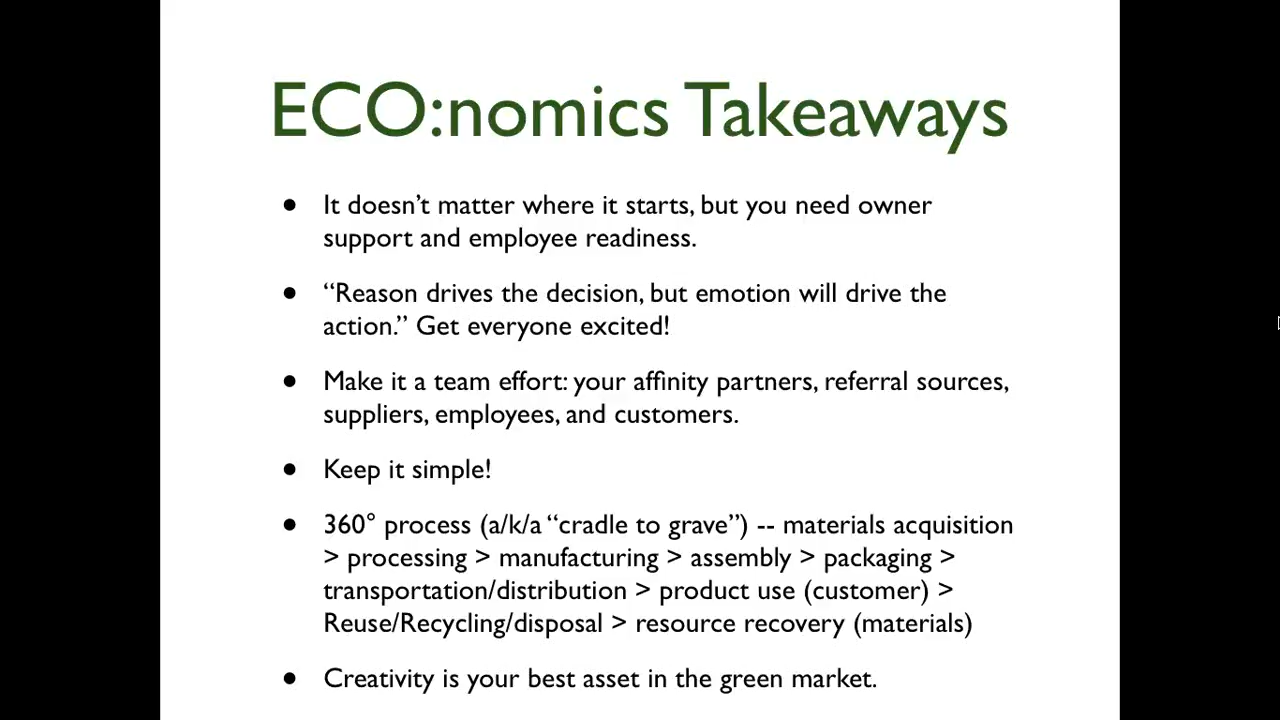 ECO:nomics Takeaways
• It doesn’t matter where it starts, but you need owner
support and employee readiness.
• “Reason drives the decision, but emotion will drive the
action.” Get everyone excited!
• Make it a team effort: your affinity partners, referral sources,
suppliers, employees, and customers.
• Keep it simple!
• 360° process (a/k/a “cradle to grave”) -- materials acquisition
> processing > manufacturing > assembly > packaging >
transportation/distribution > product use (customer) >
Reuse/Recycling/disposal > resource recovery (materials)
• Creativity is your best asset in the green market.